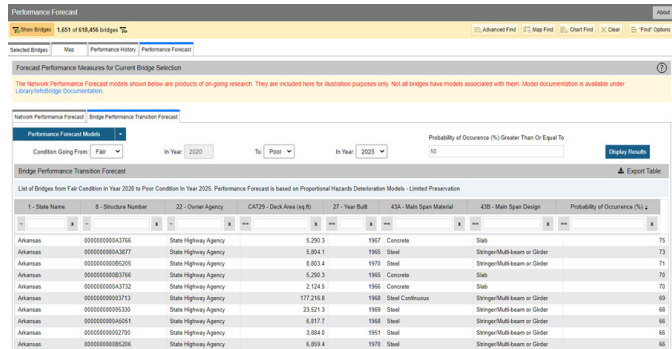 Performance Forecast
About
Show Bridges 1,651 of 618,456 bridges
Advanced Find Map Find Chart Find Clear "Find" Options
Selected Bridges Map Performance History Performance Forecast
Forecast Performance Measures for Current Bridge Selection
The Network Performance Forecast models shown below are products of on-going research. They are included here for illustration purposes only. Not all bridges have models associated with them. Model documentation is available under
Library/InfoBridge Documentation.
Network Performance Forecast Bridge Performance Transition Forecast
Performance Forecast Models
Probability of Occurence (%) Greater Than Or Equal To
Condition Going From: Fair In Year: 2020 To: Poor In Year: 2025 50 Display Results
Bridge Performance Transition Forecast Export Table
List of Bridges from Fair Condition In Year 2020 to Poor Condition In Year 2025. Performance Forecast is based on Proportional Hazards Deterioration Models - Limited Preservation
1 - State Name 8 - Structure Number 22 - Owner Agency CAT29 - Deck Area (sq.ft) 27 - Year Built 43A - Main Span Material 43B - Main Span Design Probability of Occurrence (%)
~ x ~ x ~ x == x == x == x == x == x
Arkansas 0000000000A3766 State Highway Agency 5,290.3 1967 Concrete Slab 75
Arkansas 0000000000A3877 State Highway Agency 5,804.1 1965 Steel Stringer/Multi-beam or Girder 73
Arkansas 0000000000B5205 State Highway Agency 8,803.4 1970 Steel Stringer/Multi-beam or Girder 71
Arkansas 0000000000B3766 State Highway Agency 5,290.3 1965 Concrete Slab 70
Arkansas 0000000000A3732 State Highway Agency 2,124.5 1966 Concrete Slab 70
Arkansas 000000000003713 State Highway Agency 177,216.8 1968 Steel Continuous Stringer/Multi-beam or Girder 69
Arkansas 000000000005330 State Highway Agency 23,521.3 1969 Steel Stringer/Multi-beam or Girder 68
Arkansas 0000000000A6051 State Highway Agency 6,817.7 1968 Steel Stringer/Multi-beam or Girder 66
Arkansas 000000000002700 State Highway Agency 3,884.0 1951 Steel Stringer/Multi-beam or Girder 66
Arkansas 0000000000B5206 State Highway Agency 6,859.4 1970 Steel Stringer/Multi-beam or Girder 66